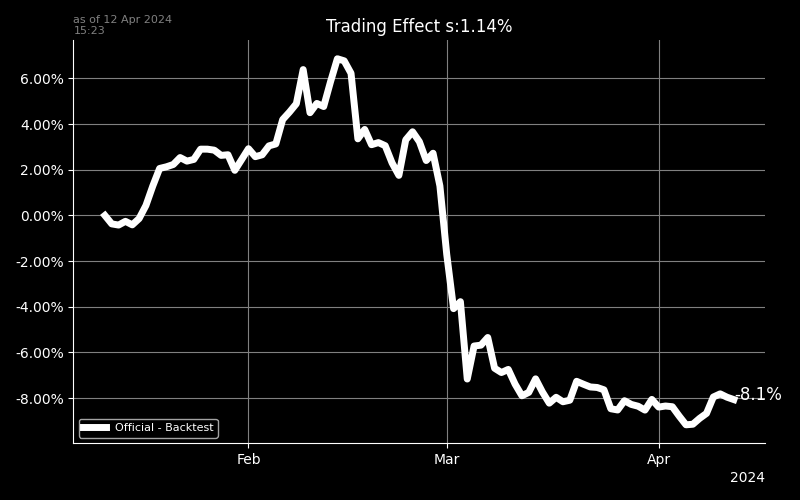 as of 12 Apr 2024
15:23
Trading Effect s:1.14%
6.00%
4.00%
2.00%
0.00%
-2.00%
-4.00%
-6.00%
-8.00%
-8.1%
Official - Backtest
Feb
Mar
Apr
2024